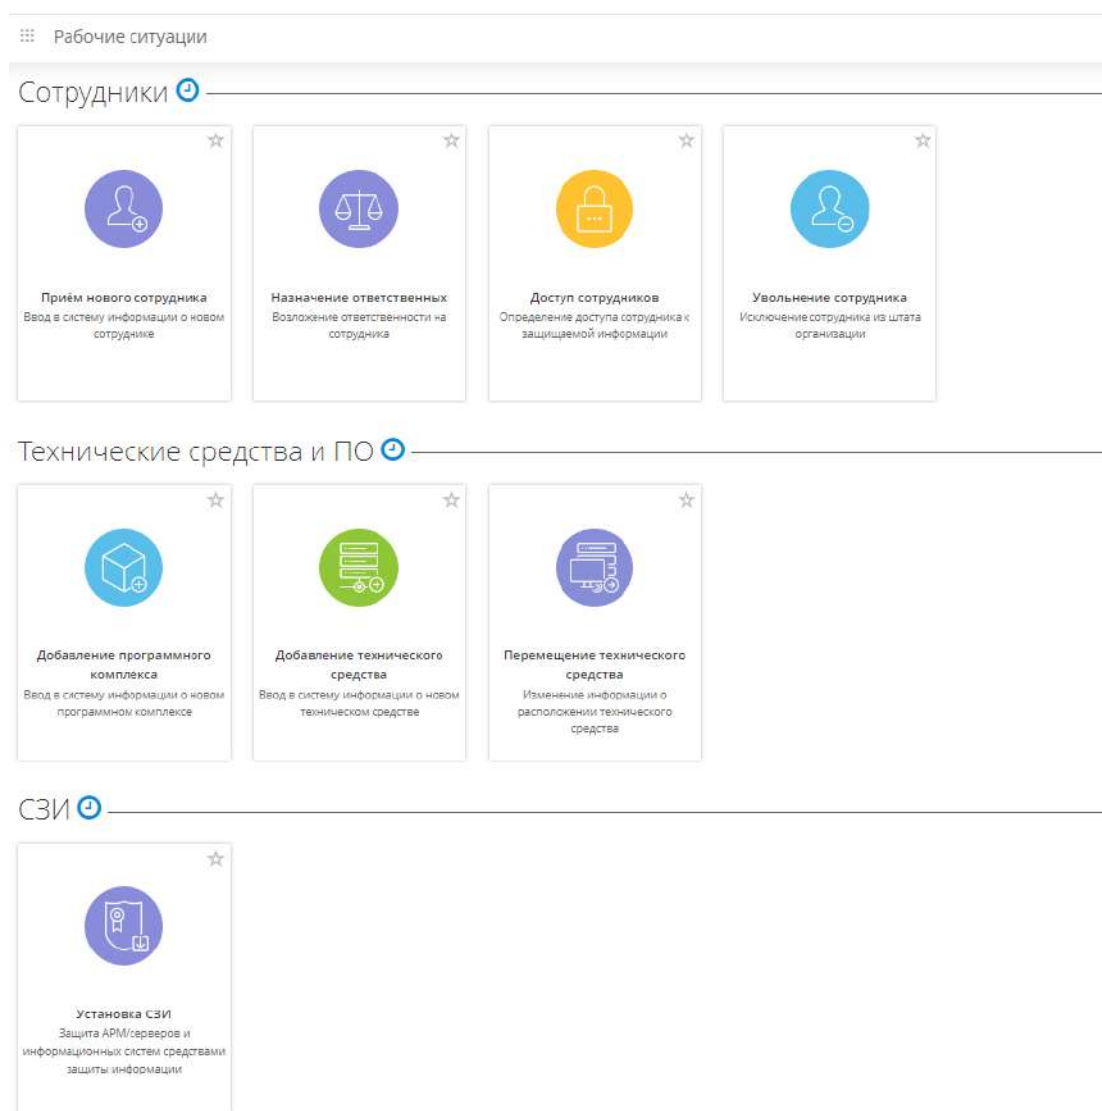 Рабочие ситуации
Сотрудники
Приём нового сотрудника
Ввод в систему информации о новом
сотруднике
Назначение ответственных
Возложение ответственности на
сотрудника
Доступ сотрудников
Определение доступа сотрудника к
защищаемой информации
Увольнение сотрудника
Исключение сотрудника из штата
организации
Технические средства и ПО
Добавление программного
комплекса
Ввод в систему информации о новом
программном комплексе
Добавление технического
средства
Ввод в систему информации о новом
техническом средстве
Перемещение технического
средства
Изменение информации о
расположении технического
средства
СЗИ
Установка СЗИ
Защита АРМ/серверов и
информационных систем средствами
защиты информации